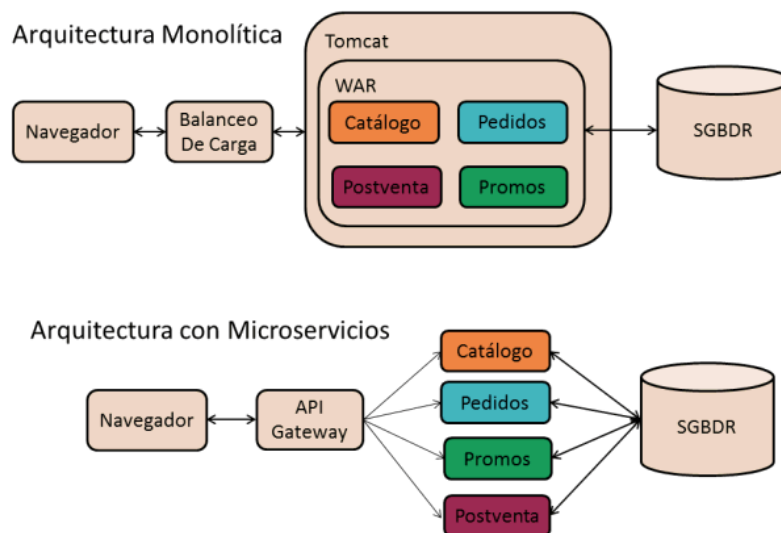 Arquitectura Monolítica
Tomcat
WAR
Navegador
Balanceo
De Carga
Catálogo
Pedidos
Postventa
Promos
SGBDR
Arquitectura con Microservicios
Navegador
API
Gateway
Catálogo
Pedidos
Promos
Postventa
SGBDR